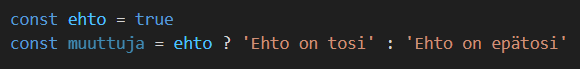 const ehto = true
const muuttuja = ehto ? 'Ehto on tosi' : 'Ehto on epätosi'